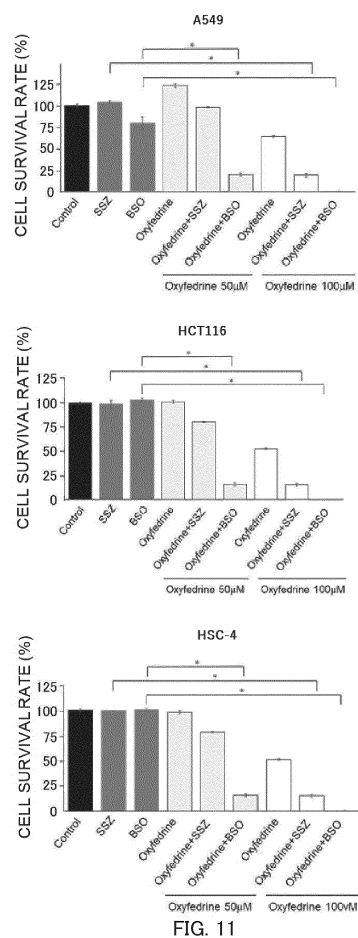 A549
CELL SURVIVAL RATE (%)
* 
*
*
125
100
75
50
25
0
Control
SSZ
BSO
Oxyfedrine
Oxyfedrine+SSZ
Oxyfedrine+BSO
Oxyfedrine
Oxyfedrine+SSZ
Oxyfedrine+BSO
Oxyfedrine 50μM
Oxyfedrine 100μM
HCT116
CELL SURVIVAL RATE (%)
*
*
*
125
100
75
50
25
0
Control
SSZ
BSO
Oxyfedrine
Oxyfedrine+SSZ
Oxyfedrine+BSO
Oxyfedrine
Oxyfedrine+SSZ
Oxyfedrine+BSO
Oxyfedrine 50μM
Oxyfedrine 100μM
HSC-4
CELL SURVIVAL RATE (%)
*
*
*
125
100
75
50
25
0
Control
SSZ
BSO
Oxyfedrine
Oxyfedrine+SSZ
Oxyfedrine+BSO
Oxyfedrine
Oxyfedrine+SSZ
Oxyfedrine+BSO
Oxyfedrine 50μM
Oxyfedrine 100vM
FIG. 11